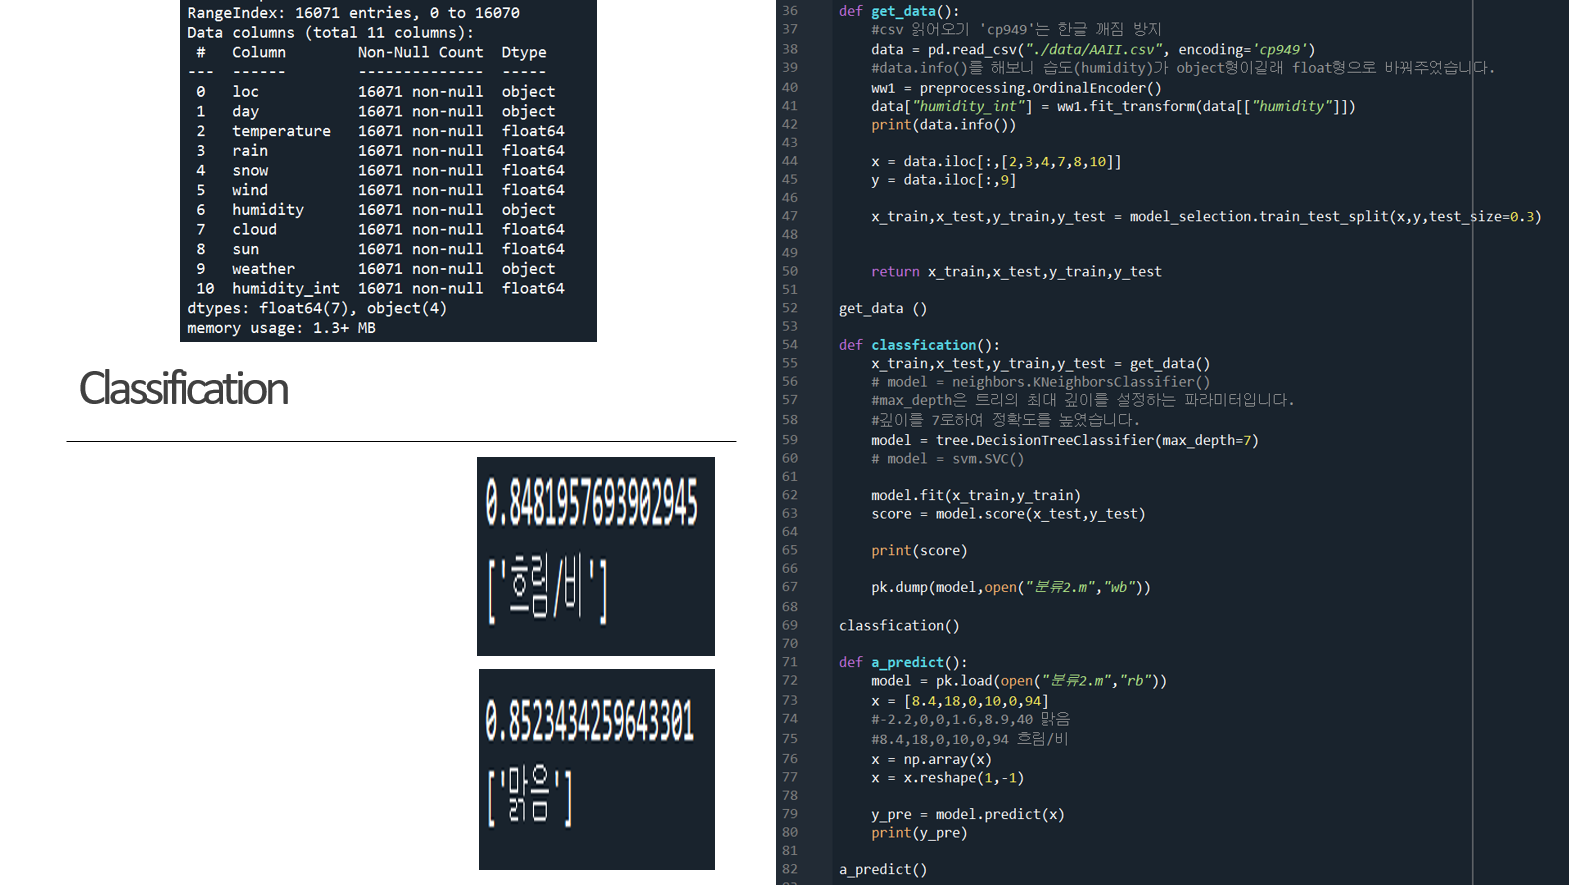 RangeIndex: 16071 entries, 0 to 16070
Data columns (total 11 columns):
 #   Column        Non-Null Count  Dtype
---  ------        --------------  -----
 0   loc           16071 non-null  object
 1   day           16071 non-null  object
 2   temperature   16071 non-null  float64
 3   rain          16071 non-null  float64
 4   snow          16071 non-null  float64
 5   wind          16071 non-null  float64
 6   humidity      16071 non-null  object
 7   cloud         16071 non-null  float64
 8   sun           16071 non-null  float64
 9   weather       16071 non-null  object
 10  humidity_int  16071 non-null  float64
dtypes: float64(7), object(4)
memory usage: 1.3+ MB
Classification
0.8481957693902945
['흐림/비']
0.8523434259643301
['맑음']
36 def get_data():
37     #csv 읽어오기 'cp949'는 한글 깨짐 방지
38     data = pd.read_csv("./data/AAII.csv", encoding='cp949')
39     #data.info()를 해보니 습도(humidity)가 object형이길래 float형으로 바꿔주었습니다.
40     ww1 = preprocessing.OrdinalEncoder()
41     data["humidity_int"] = ww1.fit_transform(data[["humidity"]])
42     print(data.info())
43
44     x = data.iloc[:,[2,3,4,7,8,10]]
45     y = data.iloc[:,9]
46
47     x_train,x_test,y_train,y_test = model_selection.train_test_split(x,y,test_size=0.3)
48
49
50     return x_train,x_test,y_train,y_test
51
52 get_data ()
53
54 def classfication():
55     x_train,x_test,y_train,y_test = get_data()
56     # model = neighbors.KNeighborsClassifier()
57     #max_depth은 트리의 최대 깊이를 설정하는 파라미터입니다.
58     #깊이를 7로하여 정확도를 높였습니다.
59     model = tree.DecisionTreeClassifier(max_depth=7)
60     # model = svm.SVC()
61
62     model.fit(x_train,y_train)
63     score = model.score(x_test,y_test)
64
65     print(score)
66
67     pk.dump(model,open("분류2.m","wb"))
68
69 classfication()
70
71 def a_predict():
72     model = pk.load(open("분류2.m","rb"))
73     x = [8.4,18,0,10,0,94]
74     #-2.2,0,0,1.6,8.9,40 맑음
75     #8.4,18,0,10,0,94 흐림/비
76     x = np.array(x)
77     x = x.reshape(1,-1)
78
79     y_pre = model.predict(x)
80     print(y_pre)
81
82 a_predict()